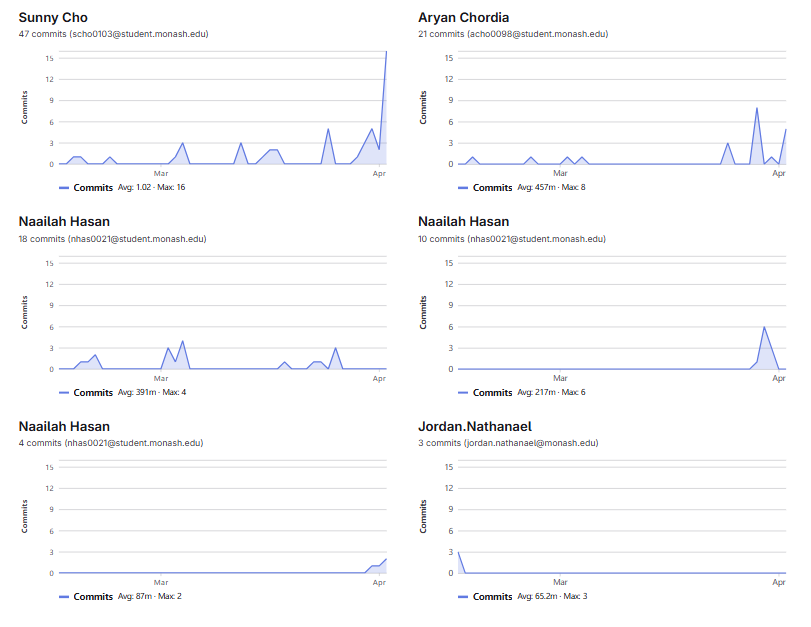 Sunny Cho
47 commits (scho0103@student.monash.edu)
15
12
9
6
3
0
Commits
Mar
Apr
Commits Avg: 1.02 · Max: 16
Aryan Chordia
21 commits (acho0098@student.monash.edu)
15
12
9
6
3
0
Commits
Mar
Apr
Commits Avg: 457m · Max: 8
Naailah Hasan
18 commits (nhas0021@student.monash.edu)
15
12
9
6
3
0
Commits
Mar
Apr
Commits Avg: 391m · Max: 4
Naailah Hasan
10 commits (nhas0021@student.monash.edu)
15
12
9
6
3
0
Commits
Mar
Apr
Commits Avg: 217m · Max: 6
Naailah Hasan
4 commits (nhas0021@student.monash.edu)
15
12
9
6
3
0
Commits
Mar
Apr
Commits Avg: 87m · Max: 2
Jordan.Nathanael
3 commits (jordan.nathanael@monash.edu)
15
12
9
6
3
0
Commits
Mar
Apr
Commits Avg: 65.2m · Max: 3